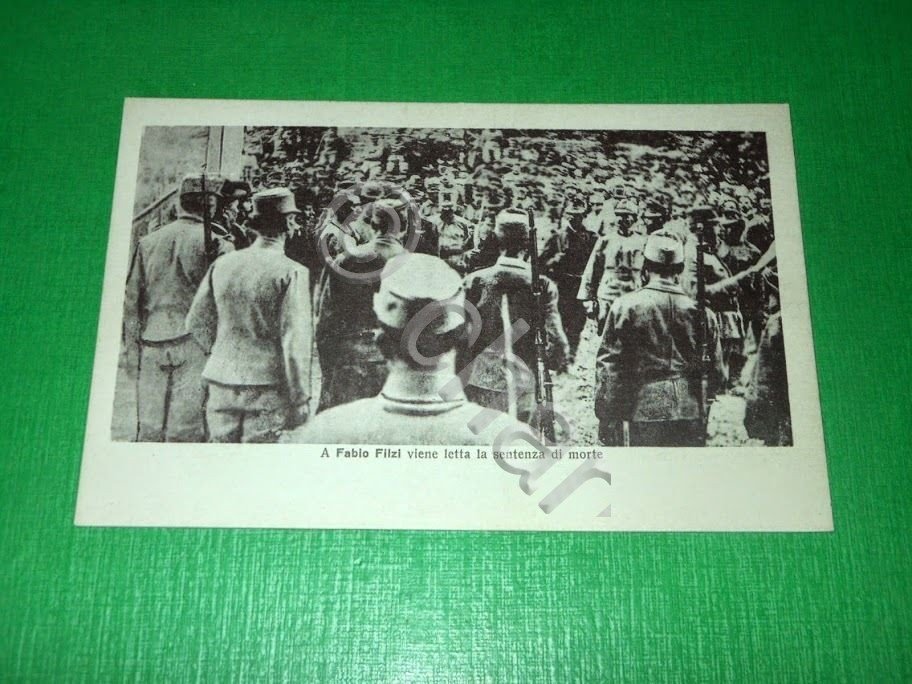 A Fabio Filzi viene letta la sentenza di morte